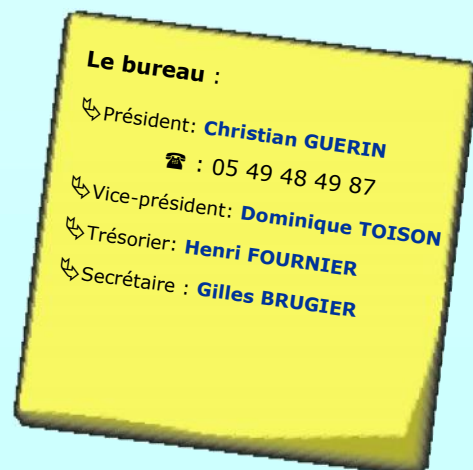 Le bureau :
Président: Christian GUERIN
☎ : 05 49 48 49 87
Vice-président: Dominique TOISON
Trésorier: Henri FOURNIER
Secrétaire : Gilles BRUGIER